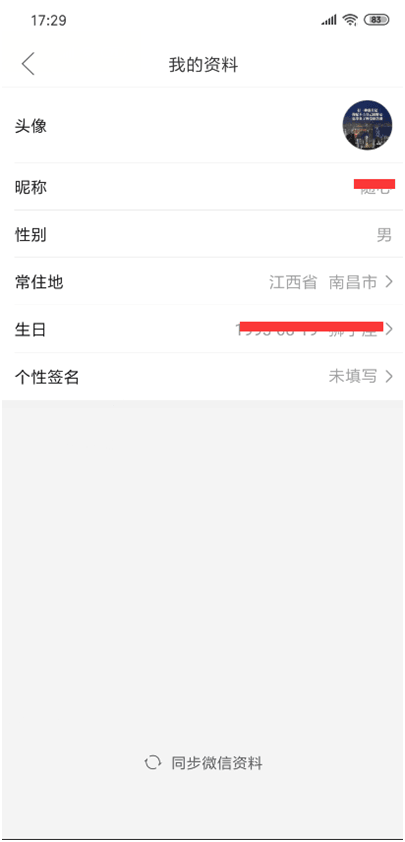 17:29
83
我的资料
头像
昵称
性别 男
常住地 江西省 南昌市
生日
个性签名 未填写
同步微信资料